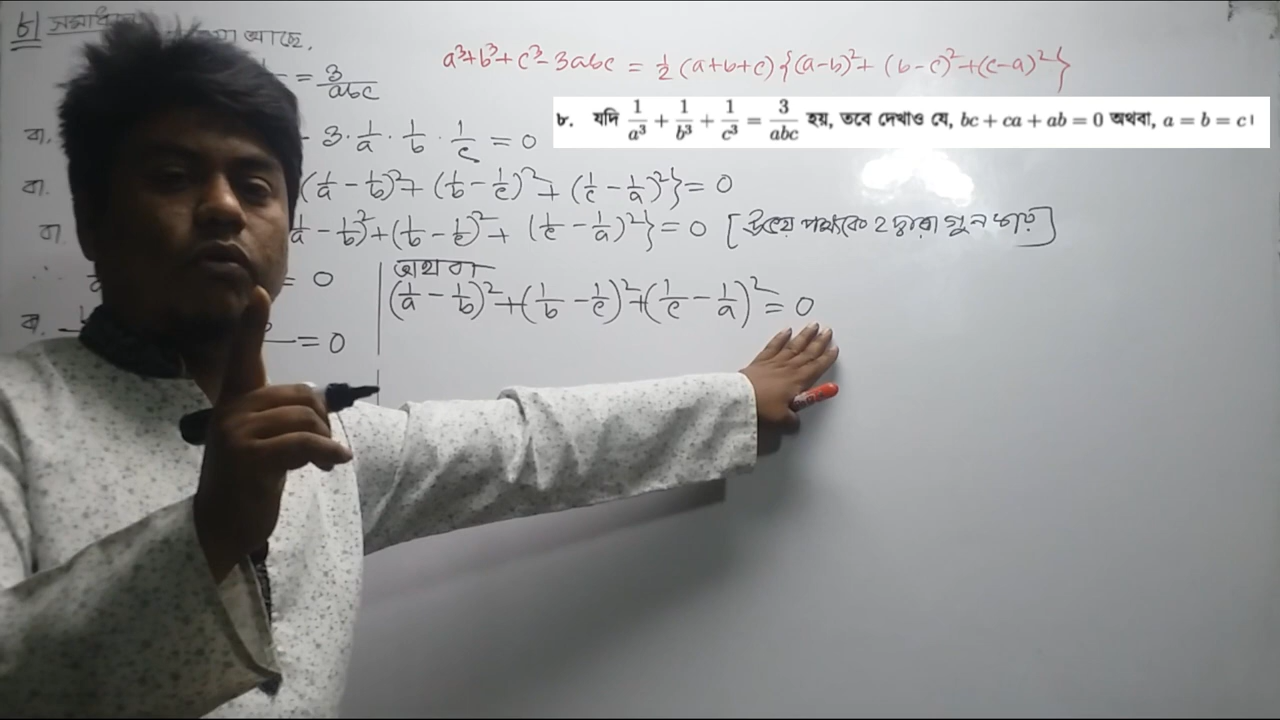 ৮| সমাধান
আছে,
a³+b³+c³-3abc = ½(a+b+c){(a-b)²+(b-c)²+(c-a)²}
= 3/abc
৮. যদি 1/a³ + 1/b³ + 1/c³ = 3/abc হয়, তবে দেখাও যে, bc + ca + ab = 0 অথবা, a = b = c।
বা, 3·1/a·1/b·1/c = 0
বা, (1/a - 1/b)²+(1/b - 1/c)²+(1/c - 1/a)²}=0
বা, 1/a - 1/b)²+(1/b - 1/c)²+(1/c - 1/a)²}=0 [উভয় পক্ষকে 2 দ্বারা গুন করে]
∴ = 0
অথবা
(1/a - 1/b)²+(1/b - 1/c)²+(1/c - 1/a)²=0
বা, = 0